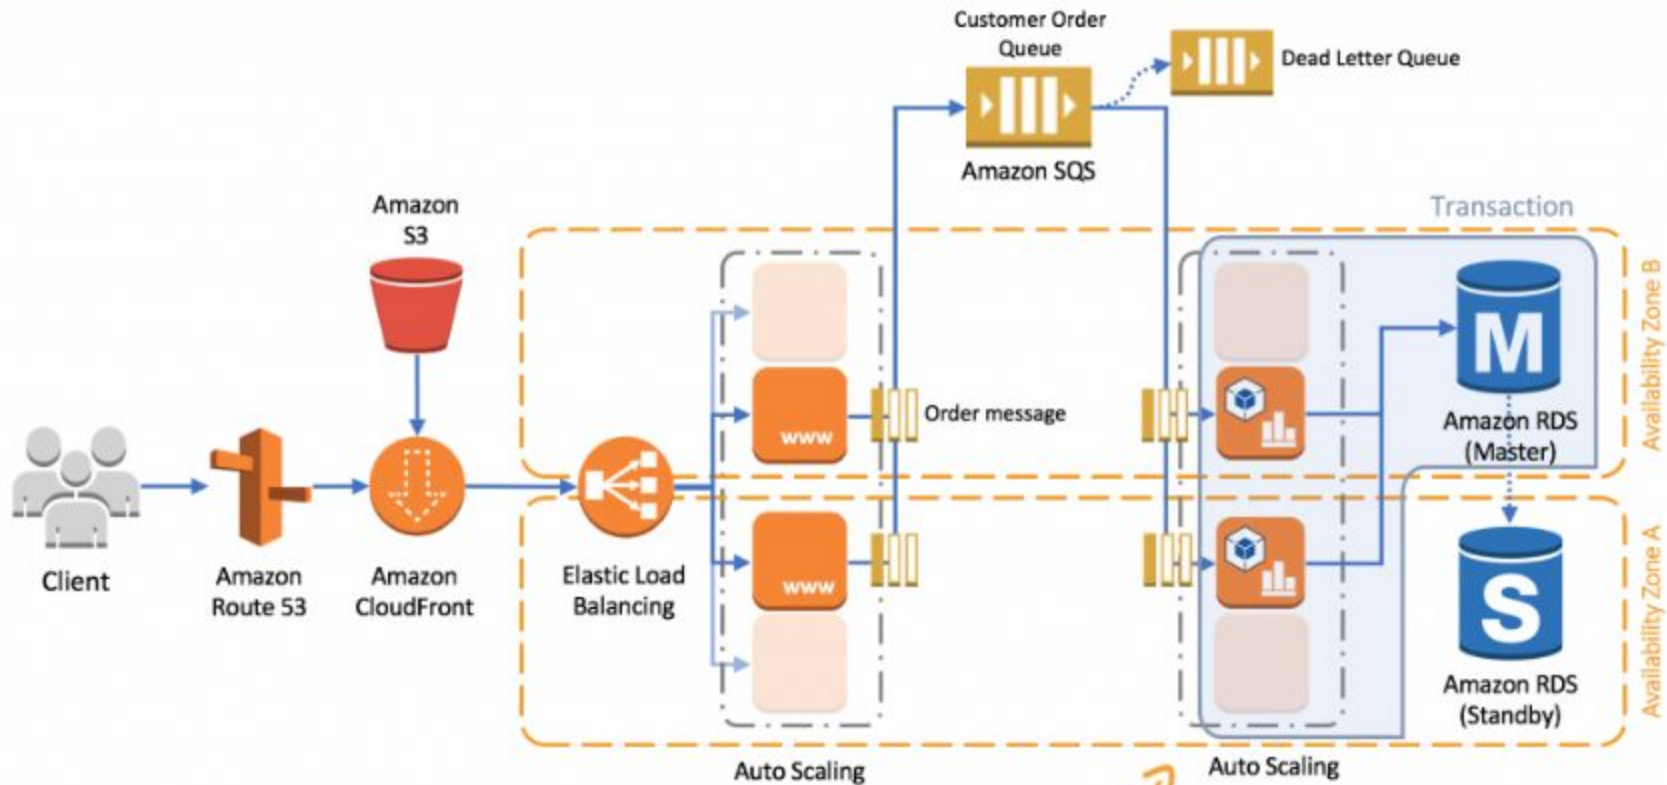 Customer Order
Queue
Dead Letter Queue
Amazon SQS
Amazon
S3
Transaction
Availability Zone B
M
www
Order message
Amazon RDS
(Master)
Client
Amazon
Route 53
Amazon
CloudFront
Elastic Load
Balancing
www
S
Availability Zone A
Amazon RDS
(Standby)
Auto Scaling
Auto Scaling